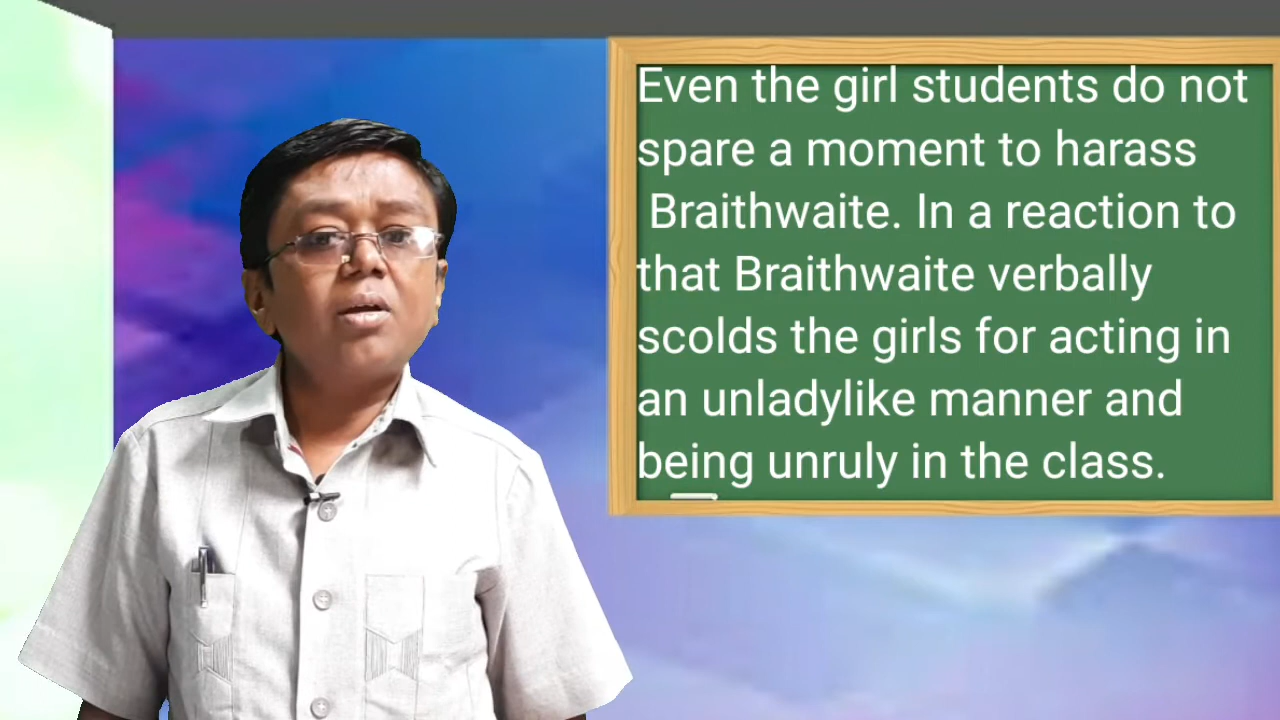 Even the girl students do not
spare a moment to harass
Braithwaite. In a reaction to
that Braithwaite verbally
scolds the girls for acting in
an unladylike manner and
being unruly in the class.